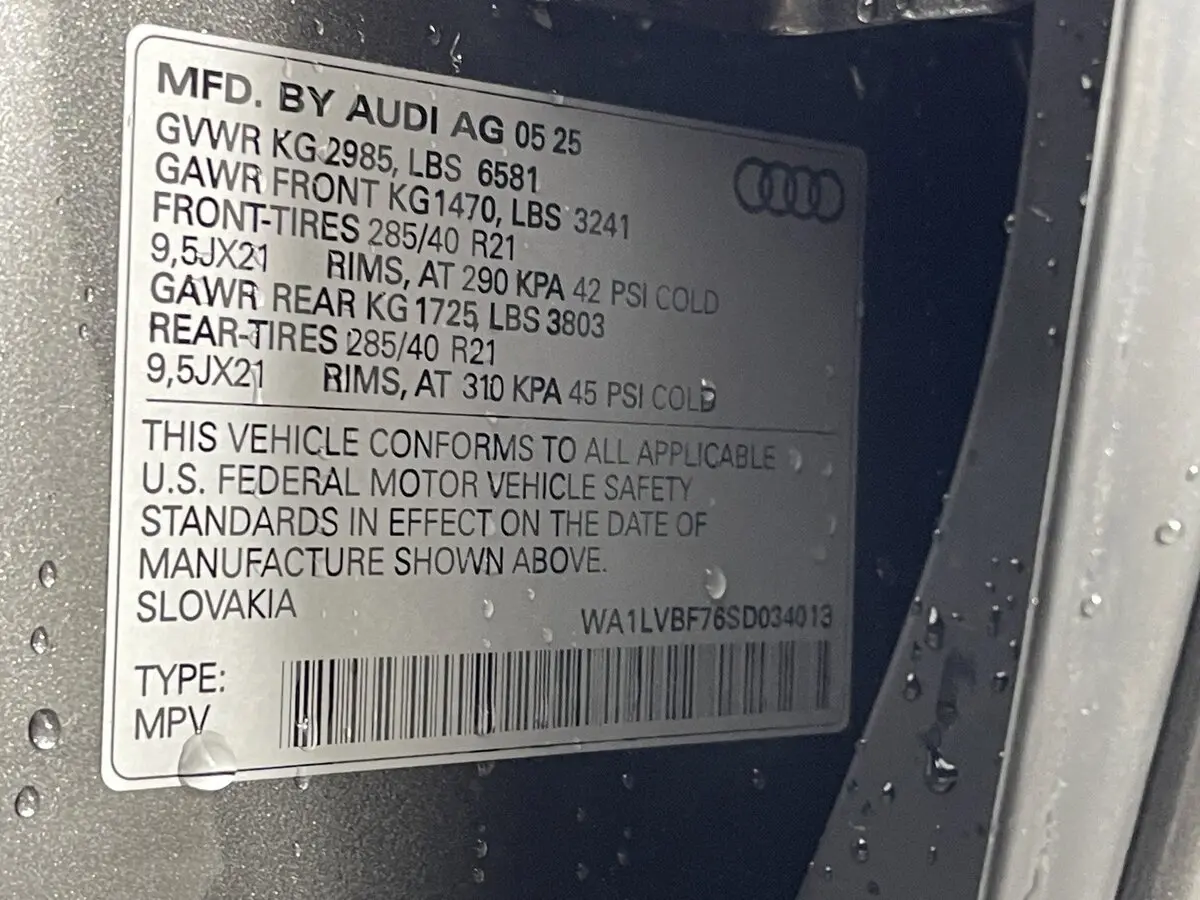 MFD. BY AUDI AG 05 25
GVWR KG 2985, LBS 6581
GAWR FRONT KG1470, LBS 3241
FRONT-TIRES 285/40 R21
9,5JX21 RIMS, AT 290 KPA 42 PSI COLD
GAWR REAR KG 1725, LBS 3803
REAR-TIRES 285/40 R21
9,5JX21 RIMS, AT 310 KPA 45 PSI COLD
THIS VEHICLE CONFORMS TO ALL APPLICABLE
U.S. FEDERAL MOTOR VEHICLE SAFETY
STANDARDS IN EFFECT ON THE DATE OF
MANUFACTURE SHOWN ABOVE.
SLOVAKIA
WA1LVBF76SD034013
TYPE:
MPV